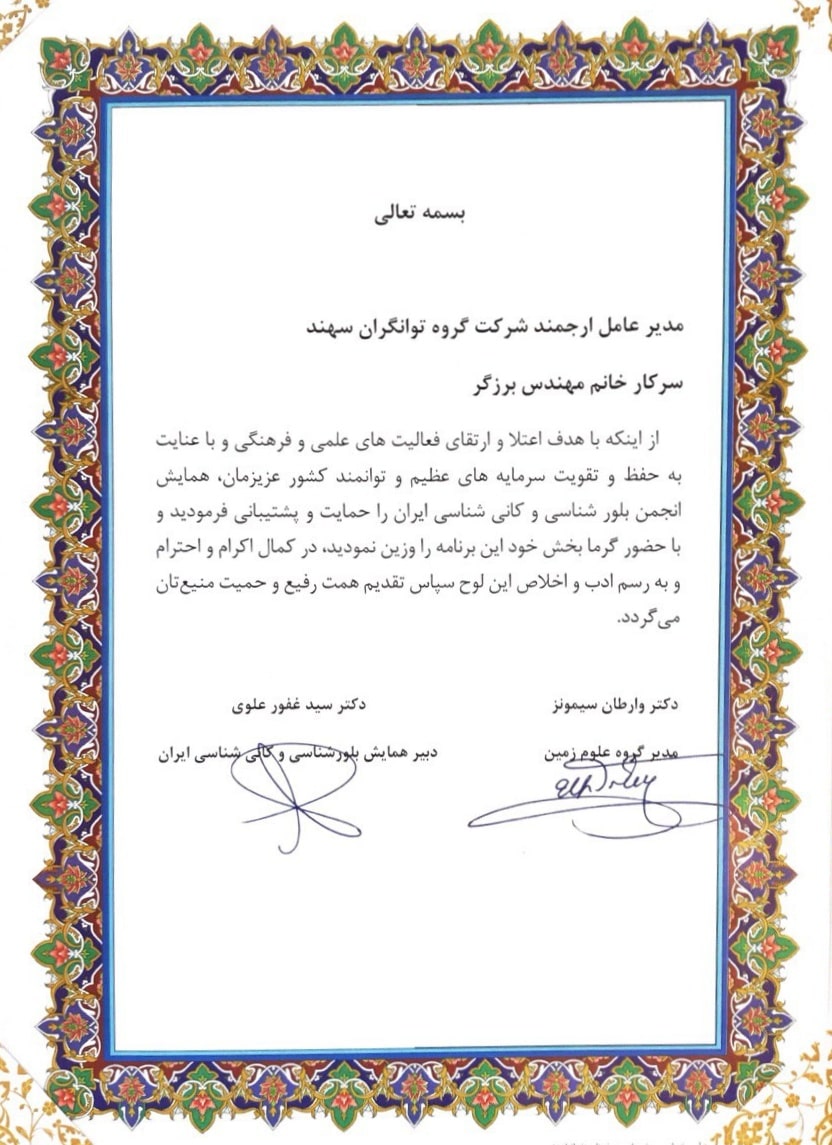 بسمه تعالی
مدیر عامل ارجمند شرکت گروه توانگران سهند
سرکار خانم مهندس برزگر
از اینکه با هدف اعتلا و ارتقای فعالیت های علمی و فرهنگی و با عنایت
به حفظ و تقویت سرمایه های عظیم و توانمند کشور عزیزمان، همایش
انجمن بلور شناسی و کانی شناسی ایران را حمایت و پشتیبانی فرمودید و
با حضور گرما بخش خود این برنامه را وزین نمودید، در کمال اکرام و احترام
و به رسم ادب و اخلاص این لوح سپاس تقدیم همت رفیع و حمیت منیع‌تان
می‌گردد.
دکتر وارطان سیمونز
مدیر گروه علوم زمین
دکتر سید غفور علوی
دبیر همایش بلورشناسی و کانی شناسی ایران